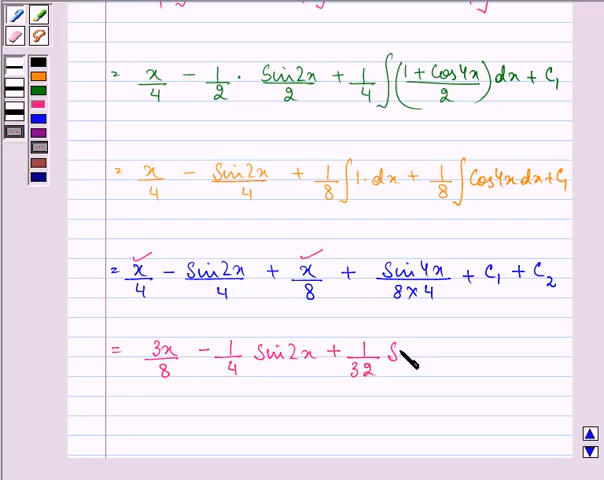 = x/4 - 1/2 · Sin2x/2 + 1/4 ∫(1 + Cos4x/2) dx + C₁
= x/4 - Sin2x/4 + 1/8 ∫1·dx + 1/8 ∫Cos4x dx + C₁
= x/4 - Sin2x/4 + x/8 + Sin4x/8×4 + C₁ + C₂
= 3x/8 - 1/4 Sin2x + 1/32 S